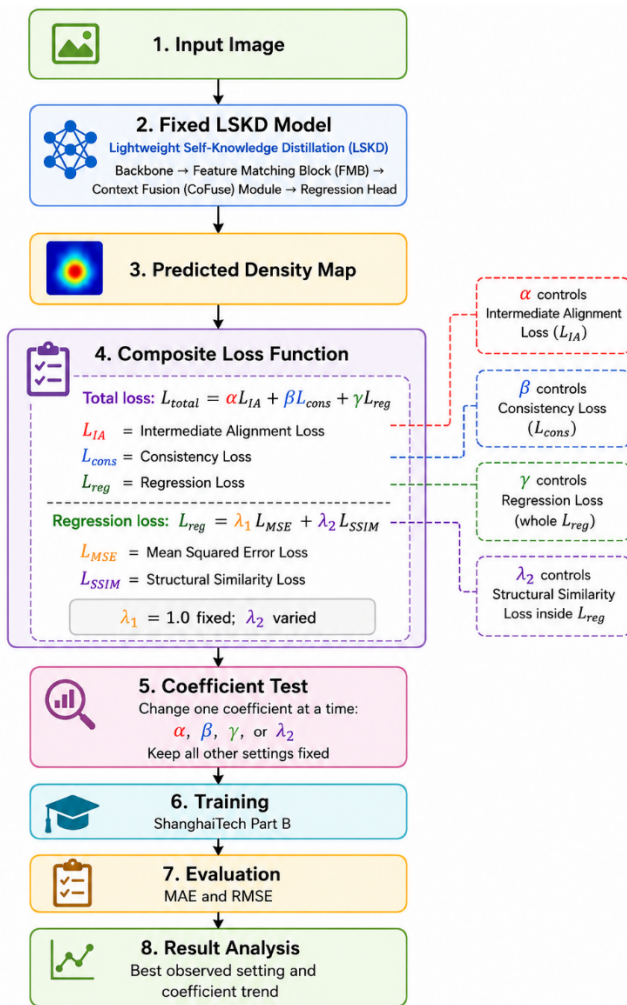 1. Input Image
2. Fixed LSKD Model
Lightweight Self-Knowledge Distillation (LSKD)
Backbone → Feature Matching Block (FMB) →
Context Fusion (CoFuse) Module → Regression Head
3. Predicted Density Map
4. Composite Loss Function
Total loss: L_total = αL_IA + βL_cons + γL_reg
L_IA = Intermediate Alignment Loss
L_cons = Consistency Loss
L_reg = Regression Loss
Regression loss: L_reg = λ₁ L_MSE + λ₂ L_SSIM
L_MSE = Mean Squared Error Loss
L_SSIM = Structural Similarity Loss
λ₁ = 1.0 fixed; λ₂ varied
α controls
Intermediate Alignment
Loss (L_IA)
β controls
Consistency Loss
(L_cons)
γ controls
Regression Loss
(whole L_reg)
λ₂ controls
Structural Similarity
Loss inside L_reg
5. Coefficient Test
Change one coefficient at a time:
α, β, γ, or λ₂
Keep all other settings fixed
6. Training
ShanghaiTech Part B
7. Evaluation
MAE and RMSE
8. Result Analysis
Best observed setting and
coefficient trend